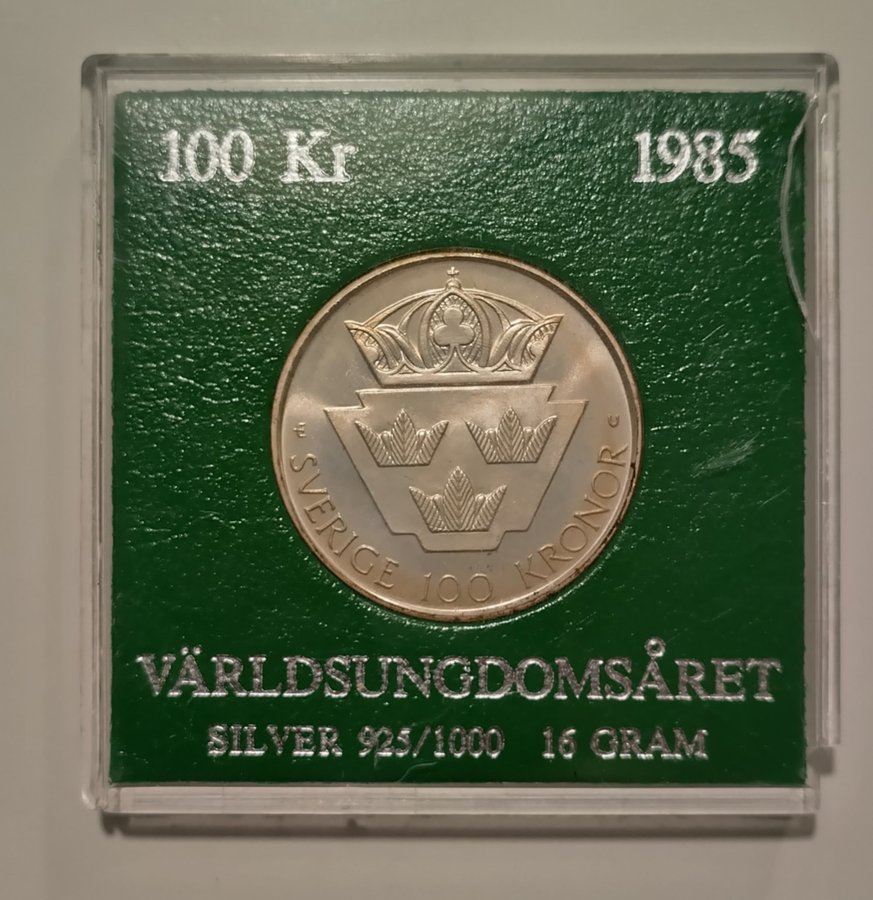 100 Kr 1985
SVERIGE 100 KRONOR
VÄRLDSUNGDOMSÅRET
SILVER 925/1000 16 GRAM